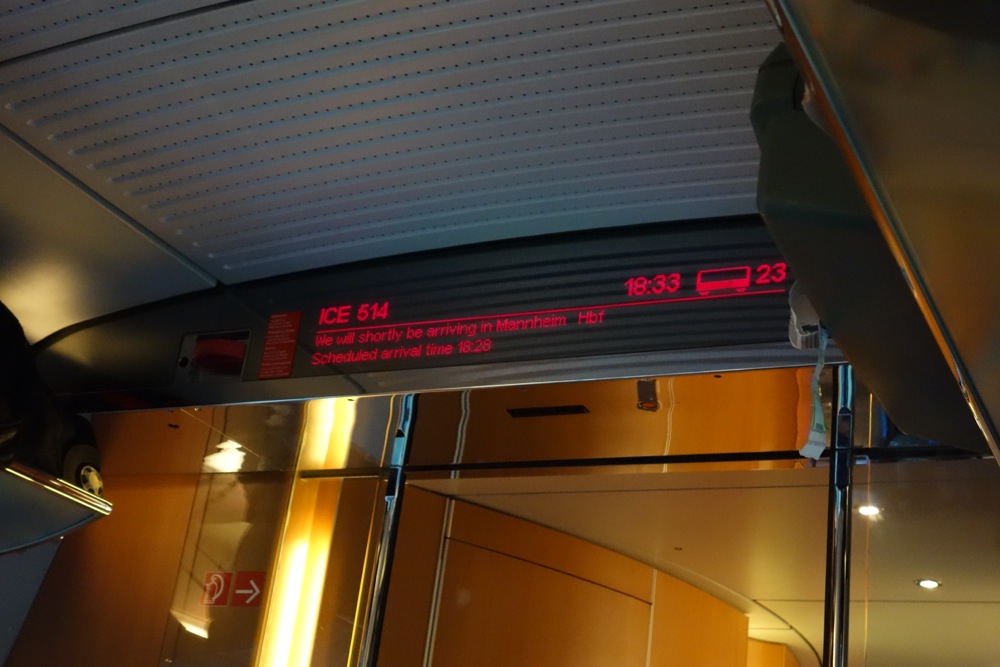 ICE 514
18:33
23
We will shortly be arriving in Mannheim Hbf
Scheduled arrival time 18:28